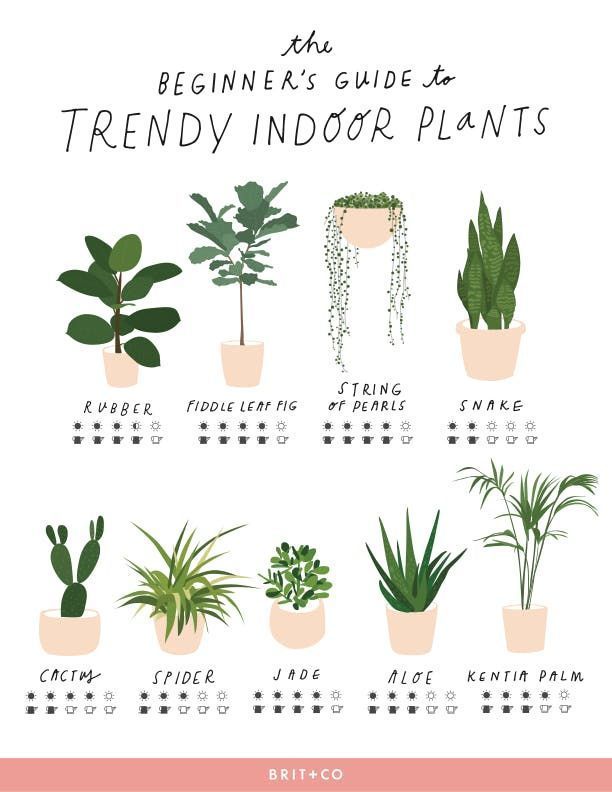 the
BEGINNER'S GUIDE to
TRENDY INDOOR PLANTS
RUBBER
FIDDLE LEAF FIG
STRING
OF PEARLS
SNAKE
CACTUS
SPIDER
JADE
ALOE
KENTIA PALM
BRIT+CO